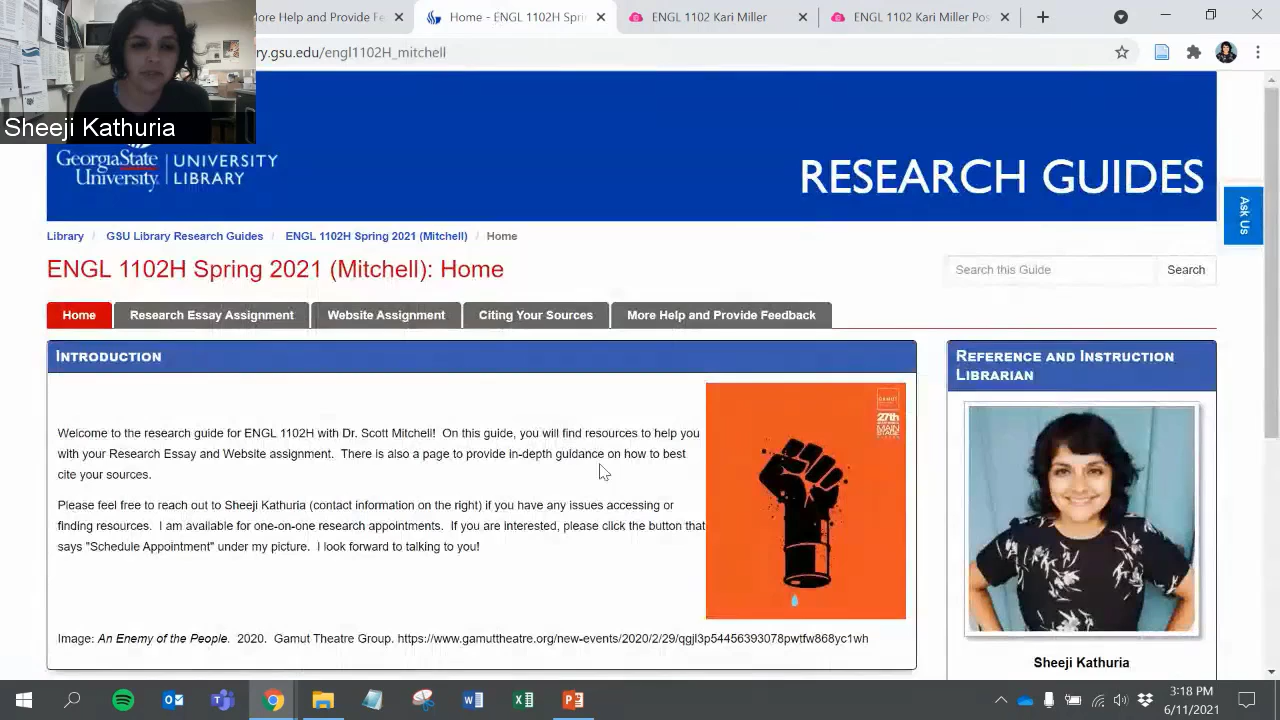 More Help and Provide Fe
Home - ENGL 1102H Spri
ENGL 1102 Kari Miller
ENGL 1102 Kari Miller Pos
ry.gsu.edu/engl1102H_mitchell
Sheeji Kathuria
GeorgiaState University | UNIVERSITY LIBRARY
RESEARCH GUIDES
Ask Us
Library / GSU Library Research Guides / ENGL 1102H Spring 2021 (Mitchell) / Home
ENGL 1102H Spring 2021 (Mitchell): Home
Search this Guide
Search
Home
Research Essay Assignment
Website Assignment
Citing Your Sources
More Help and Provide Feedback
INTRODUCTION
Welcome to the research guide for ENGL 1102H with Dr. Scott Mitchell! On this guide, you will find resources to help you
with your Research Essay and Website assignment. There is also a page to provide in-depth guidance on how to best
cite your sources.
Please feel free to reach out to Sheeji Kathuria (contact information on the right) if you have any issues accessing or
finding resources. I am available for one-on-one research appointments. If you are interested, please click the button that
says "Schedule Appointment" under my picture. I look forward to talking to you!
GAMUT
27th
MAIN
Image: An Enemy of the People. 2020. Gamut Theatre Group. https://www.gamuttheatre.org/new-events/2020/2/29/qgjl3p54456393078pwtfw868yc1wh
REFERENCE AND INSTRUCTION
LIBRARIAN
Sheeji Kathuria
3:18 PM
6/11/2021